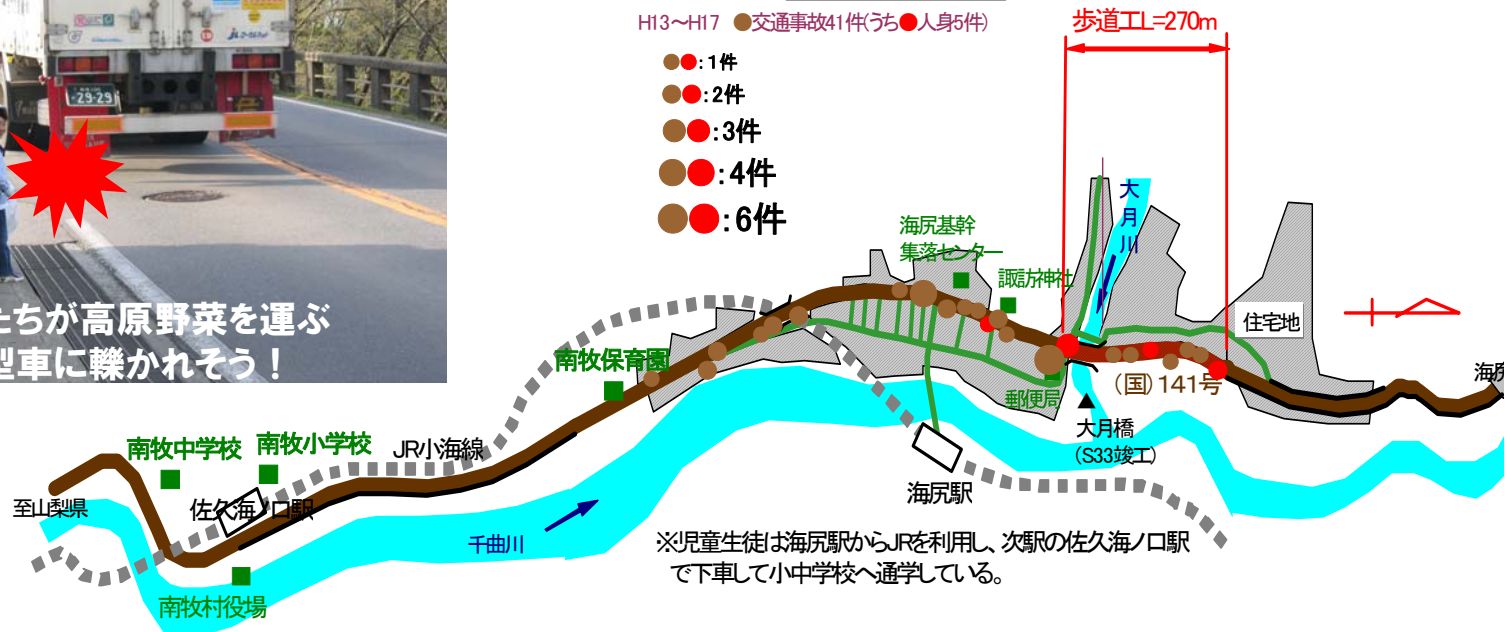 H13～H17 ●交通事故41件(うち●人身5件)
歩道工L=270m
:1件
:2件
:3件
:4件
:6件
29-29
たちが高原野菜を運ぶ
型車に轢かれそう！
大月川
海尻基幹
集落センター
諏訪神社
住宅地
南牧保育園
(国)141号
海尻
郵便局
大月橋
(S33竣工)
南牧中学校
南牧小学校
JR小海線
至山梨県
佐久海ノ口駅
海尻駅
千曲川
※児童生徒は海尻駅からJRを利用し、次駅の佐久海ノ口駅
で下車して小中学校へ通学している。
南牧村役場